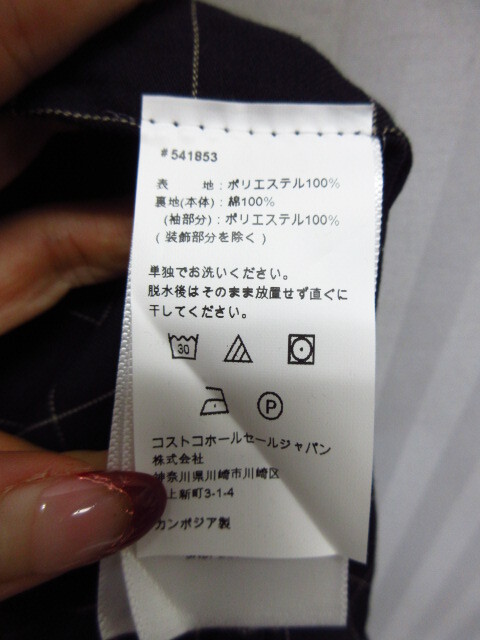 #541853
表　　地：ポリエステル100%
裏地(本体)：綿100%
(袖部分)：ポリエステル100%
(装飾部分を除く)
単独でお洗いください。
脱水後はそのまま放置せず直ぐに
干してください。
30
P
コストコホールセールジャパン
株式会社
神奈川県川崎市川崎区
上新町3-1-4
カンボジア製